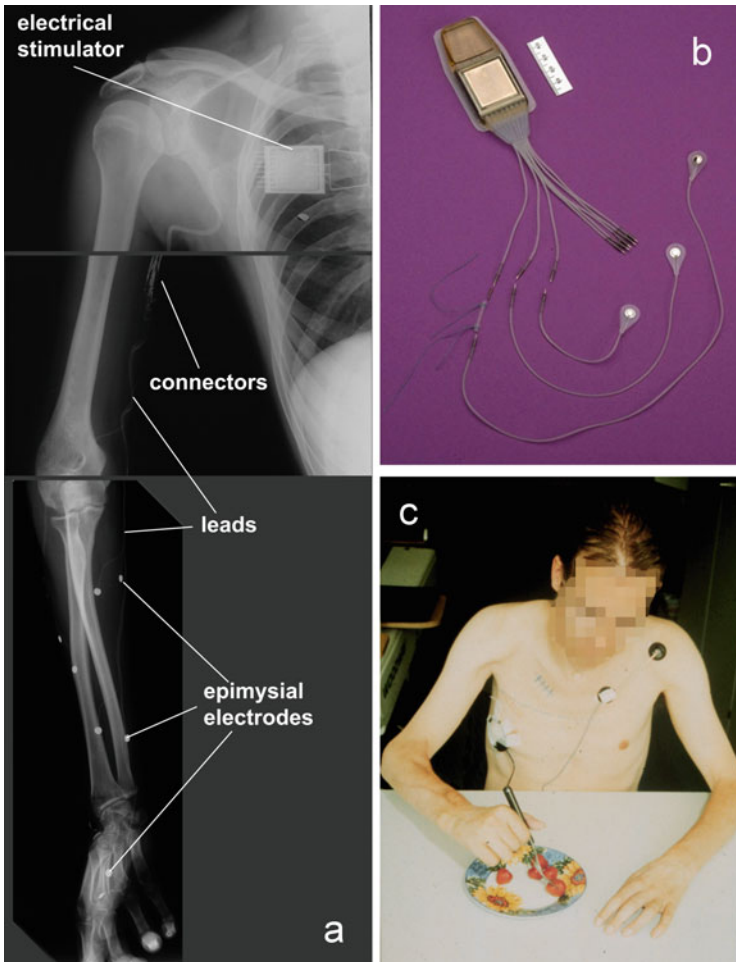 electrical
stimulator
connectors
leads
epimysial
electrodes
a
b
c